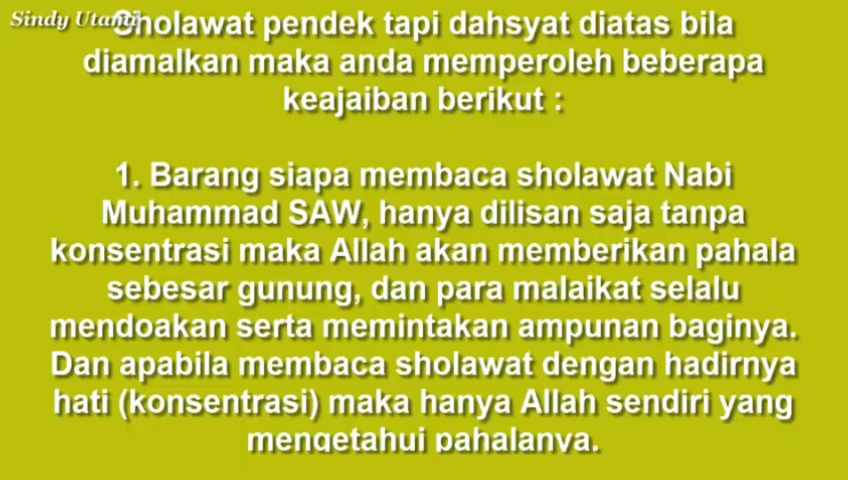 Sindy Utami
Sholawat pendek tapi dahsyat diatas bila
diamalkan maka anda memperoleh beberapa
keajaiban berikut :
1. Barang siapa membaca sholawat Nabi
Muhammad SAW, hanya dilisan saja tanpa
konsentrasi maka Allah akan memberikan pahala
sebesar gunung, dan para malaikat selalu
mendoakan serta memintakan ampunan baginya.
Dan apabila membaca sholawat dengan hadirnya
hati (konsentrasi) maka hanya Allah sendiri yang
mengetahui pahalanya.